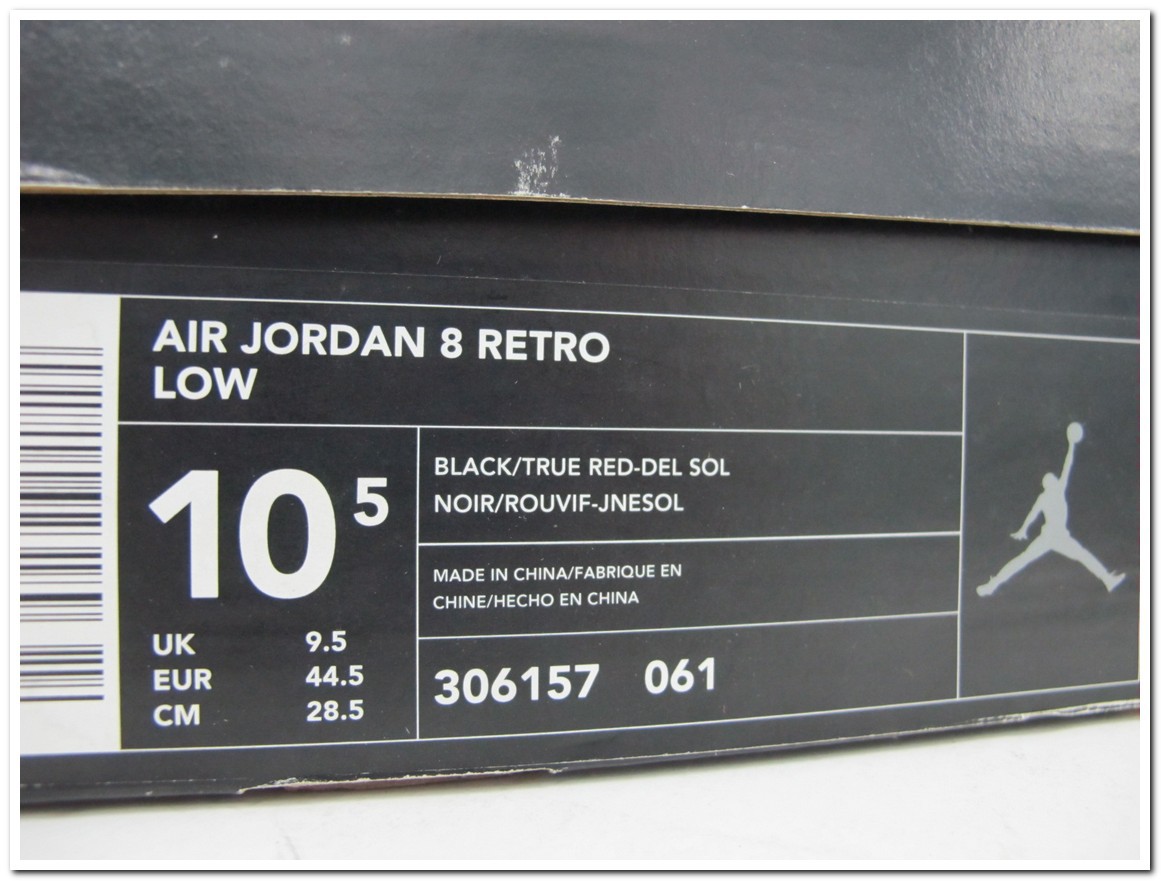 AIR JORDAN 8 RETRO
LOW
10 5
UK 9.5
EUR 44.5
CM 28.5
BLACK/TRUE RED-DEL SOL
NOIR/ROUVIF-JNESOL
MADE IN CHINA/FABRIQUE EN
CHINE/HECHO EN CHINA
306157 061